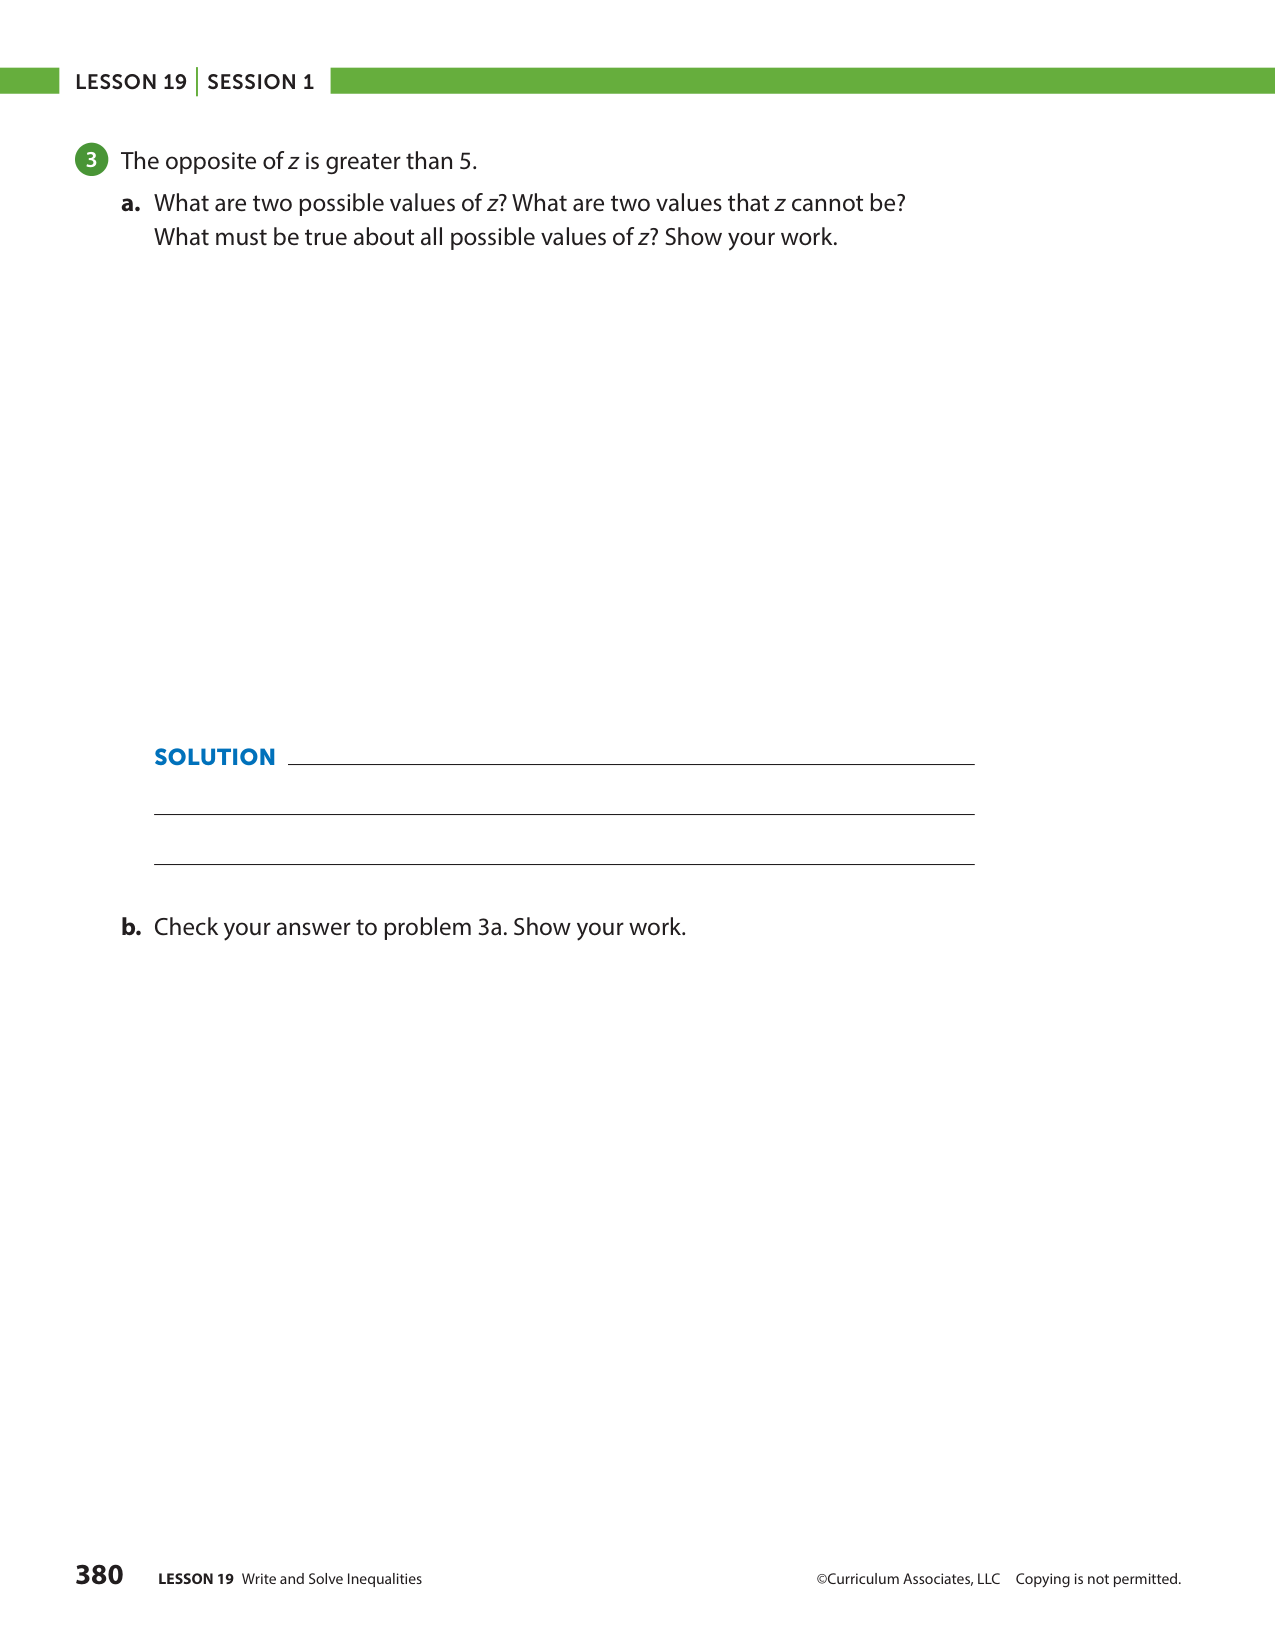 LESSON 19 | SESSION 1
3 The opposite of z is greater than 5.
a. What are two possible values of z? What are two values that z cannot be?
What must be true about all possible values of z? Show your work.
SOLUTION
b. Check your answer to problem 3a. Show your work.
380 LESSON 19 Write and Solve Inequalities ©Curriculum Associates, LLC Copying is not permitted.